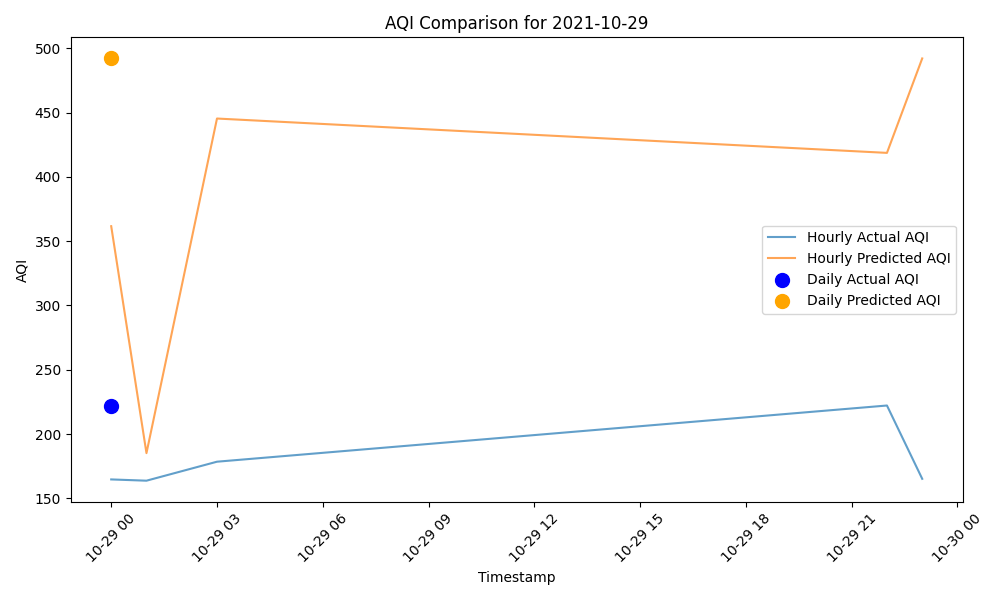 AQI Comparison for 2021-10-29
AQI
500
450
400
350
300
250
200
150
Hourly Actual AQI
Hourly Predicted AQI
Daily Actual AQI
Daily Predicted AQI
10-29 00
10-29 03
10-29 06
10-29 09
10-29 12
10-29 15
10-29 18
10-29 21
10-30 00
Timestamp